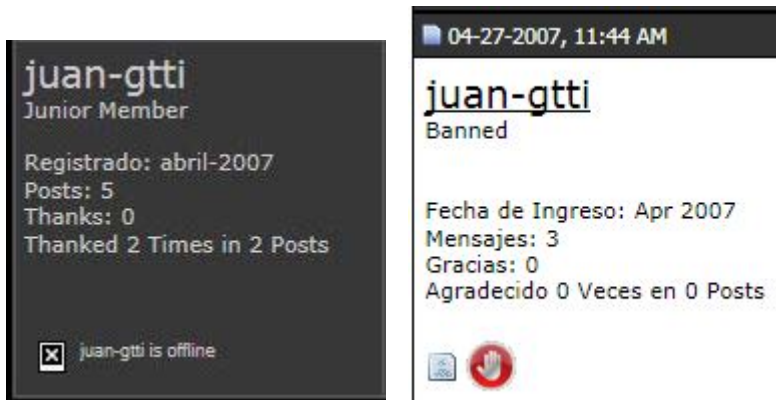 juan-gtti
Junior Member
Registrado: abril-2007
Posts: 5
Thanks: 0
Thanked 2 Times in 2 Posts
juan-gtti is offline
04-27-2007, 11:44 AM
juan-gtti
Banned
Fecha de Ingreso: Apr 2007
Mensajes: 3
Gracias: 0
Agradecido 0 Veces en 0 Posts